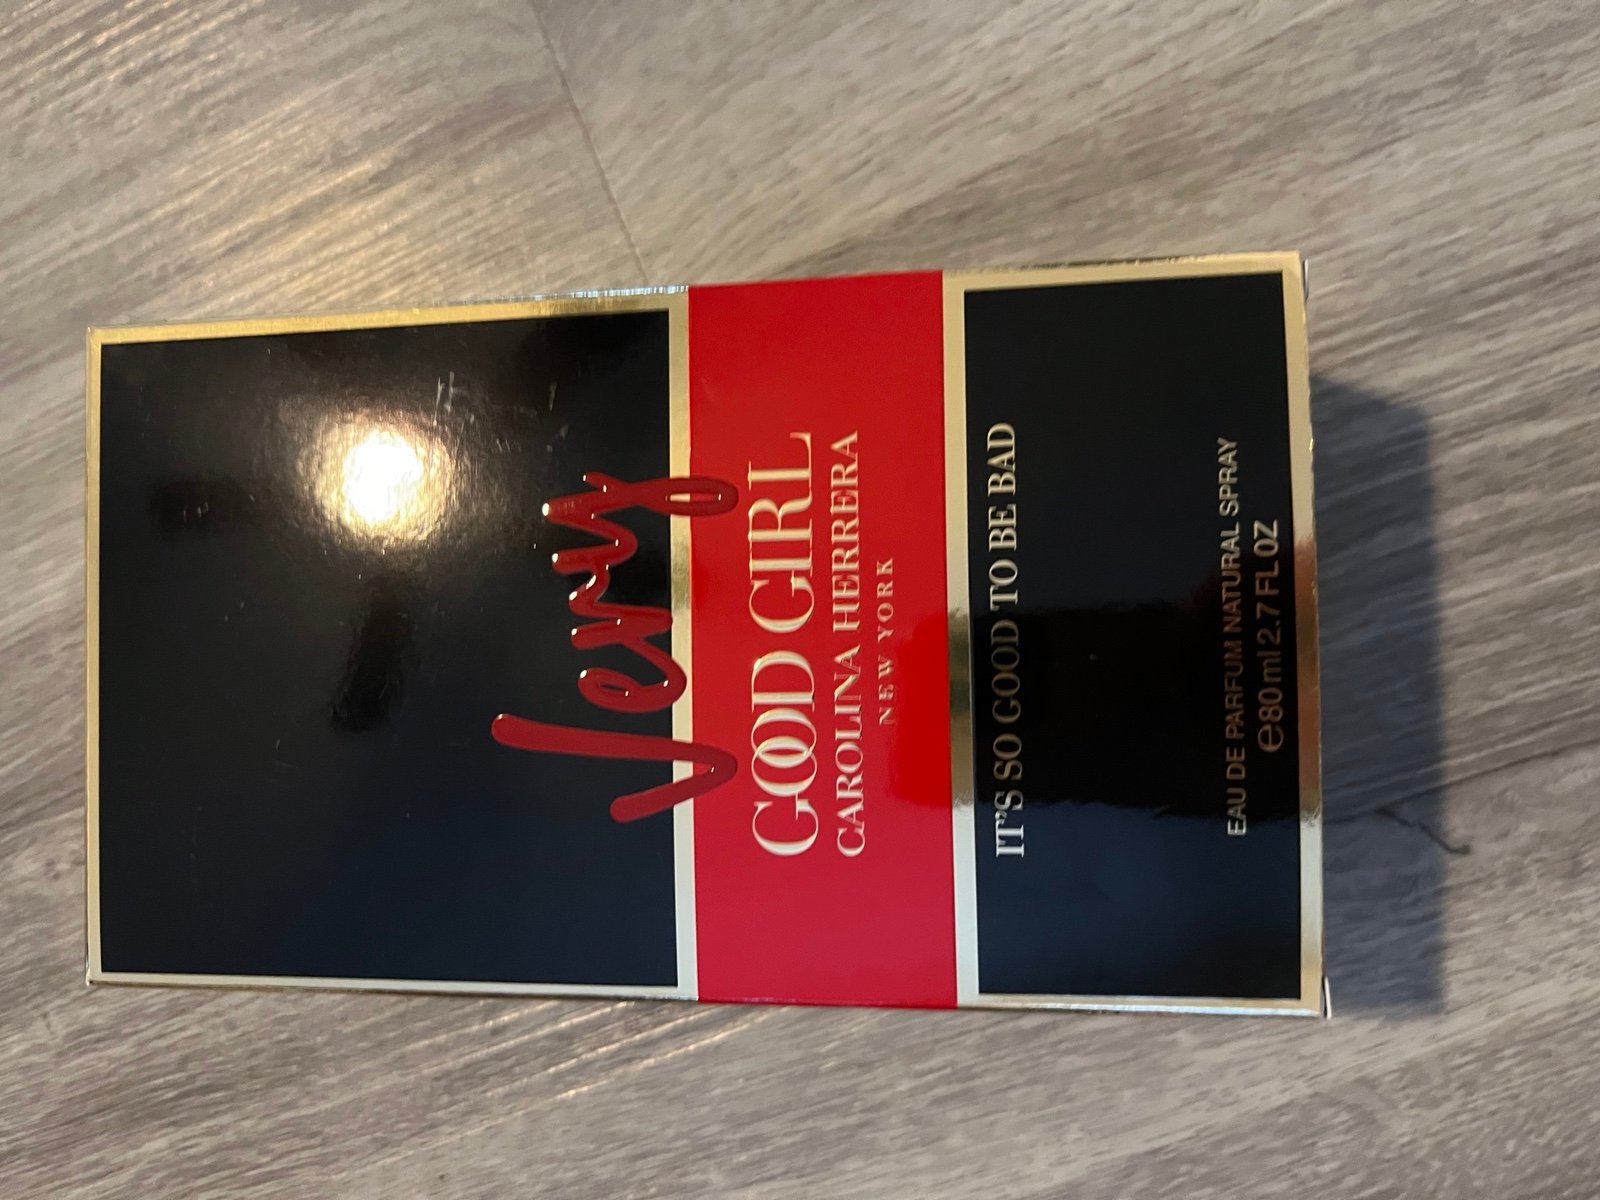 Very
GOOD GIRL
CAROLINA HERRERA
NEW YORK
IT'S SO GOOD TO BE BAD
EAU DE PARFUM NATURAL SPRAY
℮80ml 2.7 FL OZ